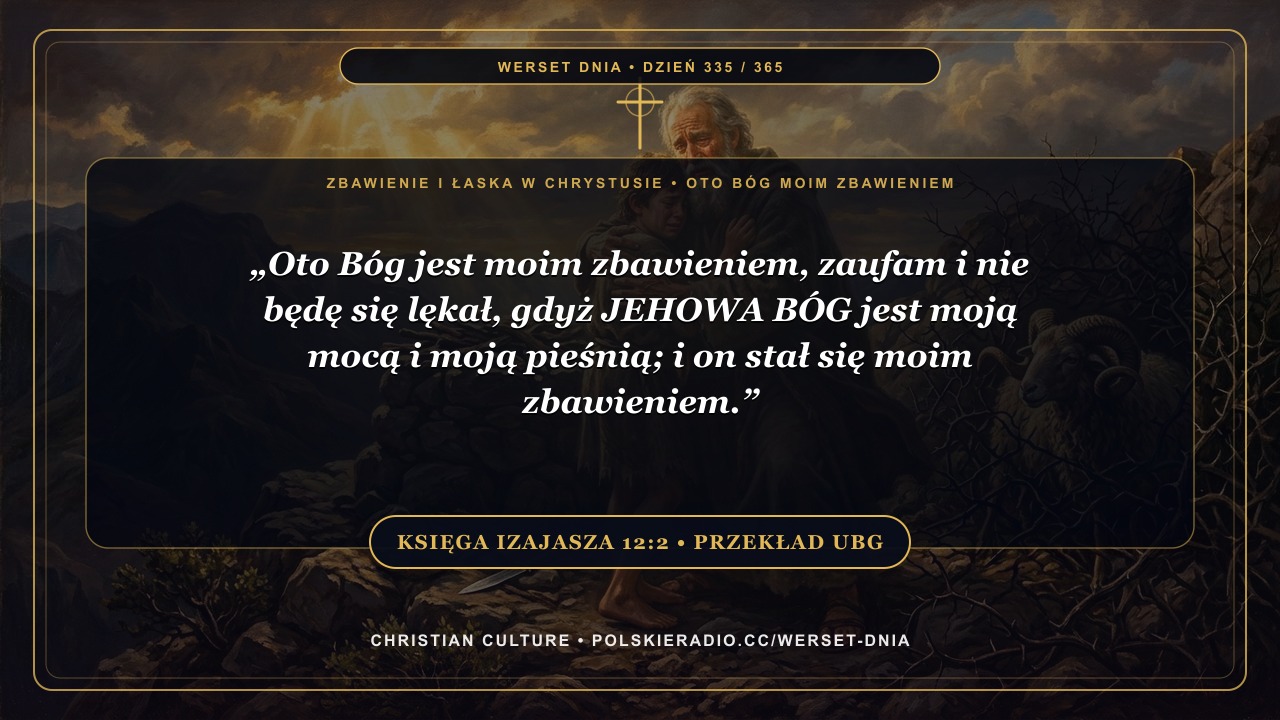 WERSET DNIA • DZIEŃ 335 / 365
ZBAWIENIE I ŁASKA W CHRYSTUSIE • OTO BÓG MOIM ZBAWIENIEM
„Oto Bóg jest moim zbawieniem, zaufam i nie
będę się lękał, gdyż JEHOWA BÓG jest moją
mocą i moją pieśnią; i on stał się moim
zbawieniem.”
KSIĘGA IZAJASZA 12:2 • PRZEKŁAD UBG
CHRISTIAN CULTURE • POLSKIERADIO.CC/WERSET-DNIA